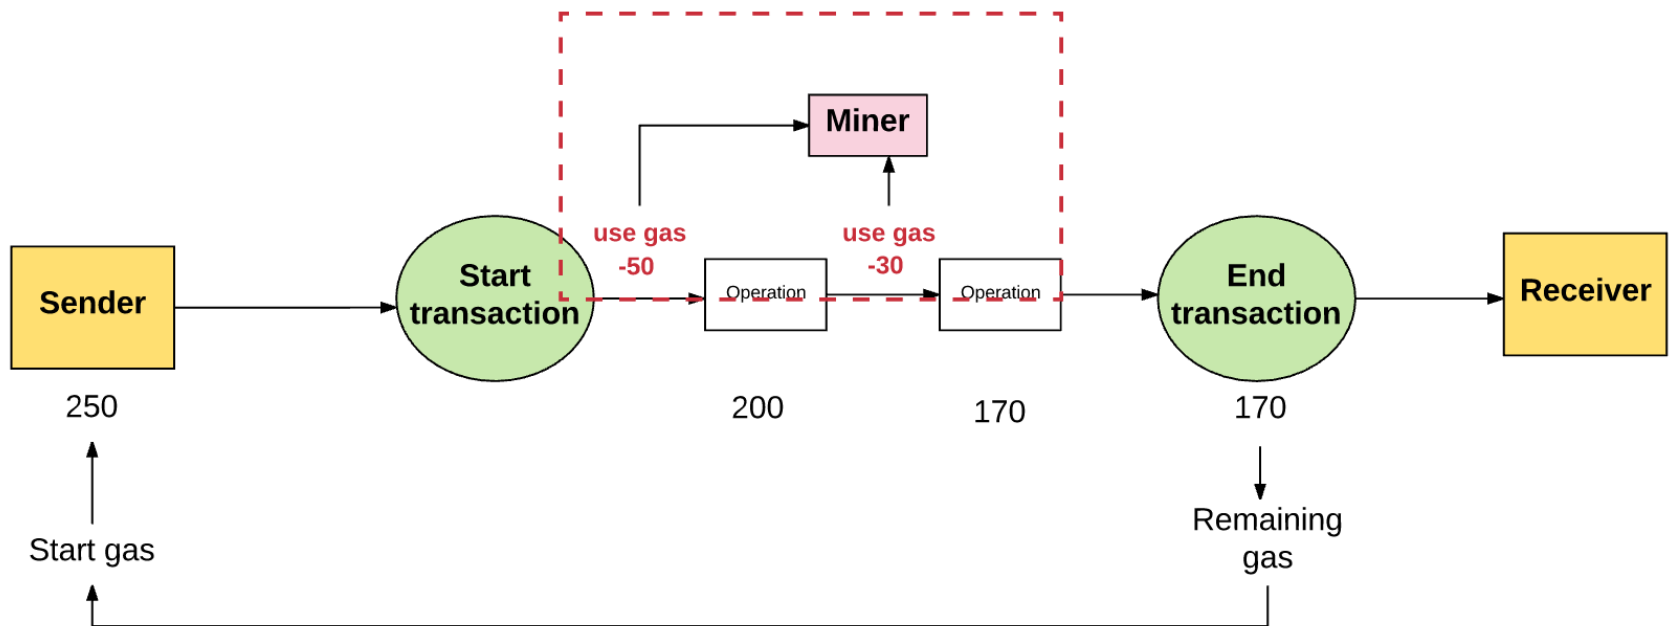 Miner
use gas
-50
use gas
-30
Sender
Start
transaction
Operation
Operation
End
transaction
Receiver
250
200
170
170
Start gas
Remaining
gas